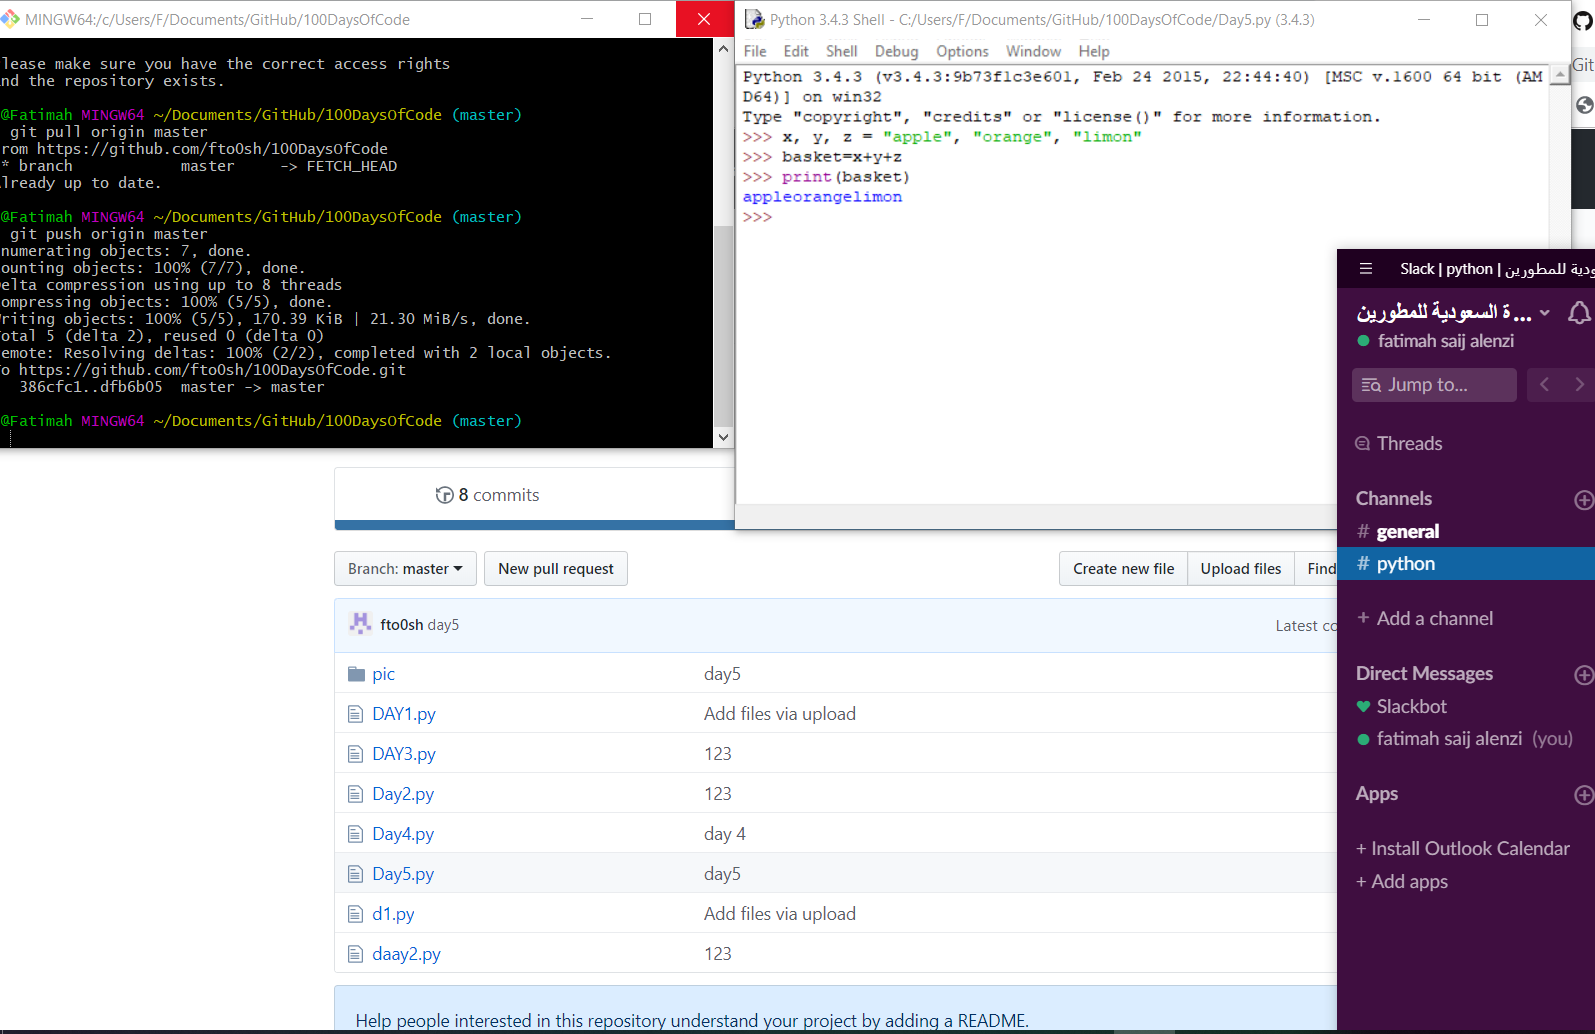 MINGW64:/c/Users/F/Documents/GitHub/100DaysOfCode
lease make sure you have the correct access rights
nd the repository exists.
@Fatimah MINGW64 ~/Documents/GitHub/100DaysOfCode (master)
git pull origin master
rom https://github.com/fto0sh/100DaysOfCode
* branch            master     -> FETCH_HEAD
lready up to date.
@Fatimah MINGW64 ~/Documents/GitHub/100DaysOfCode (master)
git push origin master
numerating objects: 7, done.
ounting objects: 100% (7/7), done.
elta compression using up to 8 threads
ompressing objects: 100% (5/5), done.
riting objects: 100% (5/5), 170.39 KiB | 21.30 MiB/s, done.
otal 5 (delta 2), reused 0 (delta 0)
emote: Resolving deltas: 100% (2/2), completed with 2 local objects.
o https://github.com/fto0sh/100DaysOfCode.git
386cfc1..dfb6b05  master -> master
@Fatimah MINGW64 ~/Documents/GitHub/100DaysOfCode (master)
Python 3.4.3 Shell - C:/Users/F/Documents/GitHub/100DaysOfCode/Day5.py (3.4.3)
File Edit Shell Debug Options Window Help
Python 3.4.3 (v3.4.3:9b73f1c3e601, Feb 24 2015, 22:44:40) [MSC v.1600 64 bit (AM
D64)] on win32
Type "copyright", "credits" or "license()" for more information.
>>> x, y, z = "apple", "orange", "limon"
>>> basket=x+y+z
>>> print(basket)
appleorangelimon
>>>
Git
8 commits
Branch: master
New pull request
Create new file
Upload files
Find
fto0sh day5
Latest co
pic day5
DAY1.py Add files via upload
DAY3.py 123
Day2.py 123
Day4.py day 4
Day5.py day5
d1.py Add files via upload
daay2.py 123
Help people interested in this repository understand your project by adding a README.
Slack | python | دية للمطورين
ة السعودية للمطورين ...
fatimah saij alenzi
Jump to...
Threads
Channels
# general
# python
+ Add a channel
Direct Messages
Slackbot
fatimah saij alenzi (you)
Apps
+ Install Outlook Calendar
+ Add apps